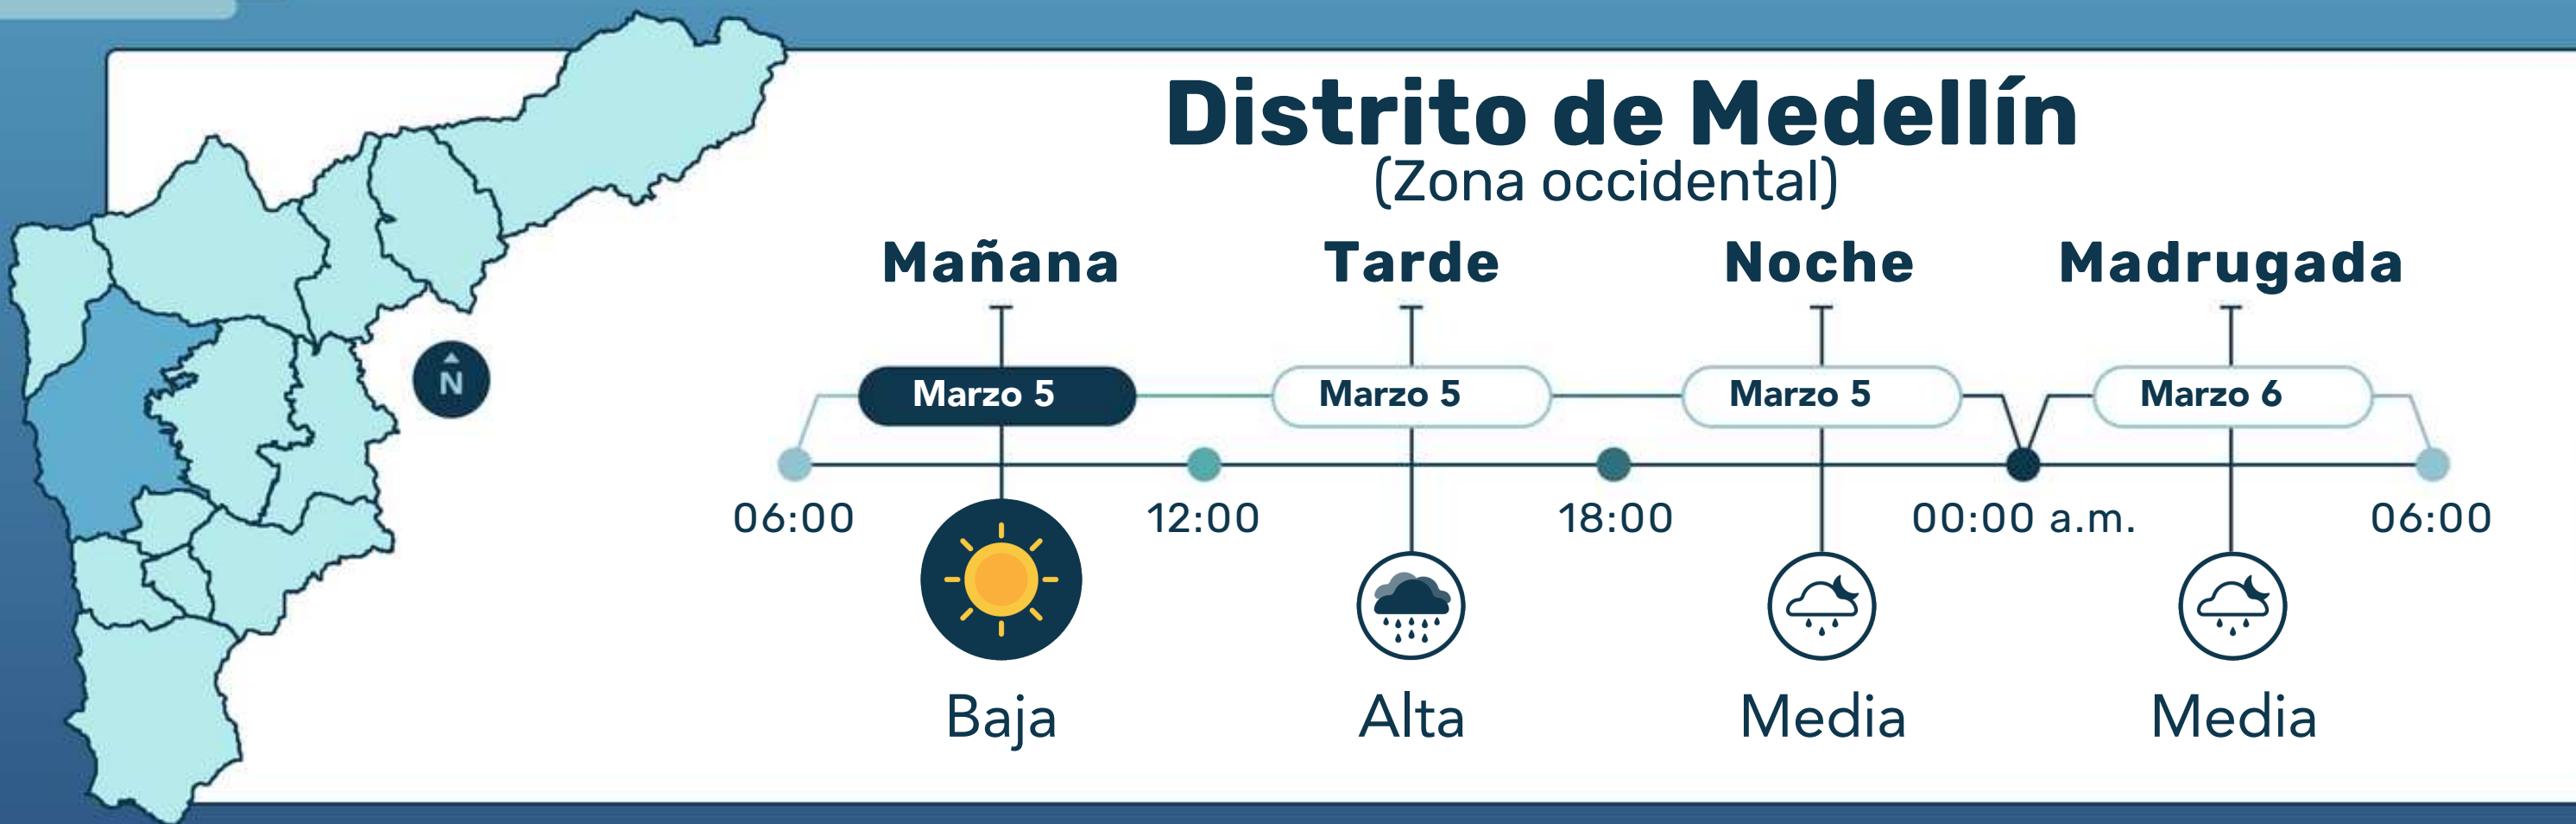 Distrito de Medellín
(Zona occidental)
Mañana Tarde Noche Madrugada
Marzo 5 Marzo 5 Marzo 5 Marzo 6
N
06:00 12:00 18:00 00:00 a.m. 06:00
Baja Alta Media Media